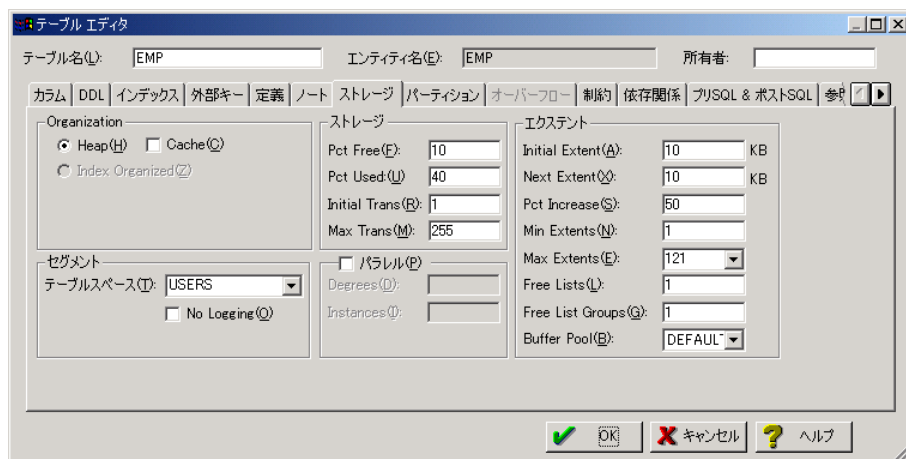 テーブル エディタ
テーブル名(L): EMP エンティティ名(E): EMP 所有者:
カラム DDL インデックス 外部キー 定義 ノート ストレージ パーティション オーバーフロー 制約 依存関係 プリSQL & ポストSQL
Organization
Heap(H) Cache(C)
Index Organized(Z)
セグメント
テーブルスペース(T): USERS
No Logging(O)
ストレージ
Pct Free(F): 10
Pct Used:(U) 40
Initial Trans(R): 1
Max Trans(M): 255
パラレル(P)
Degrees(D):
Instances(I):
エクステント
Initial Extent(A): 10 KB
Next Extent(X): 10 KB
Pct Increase(S): 50
Min Extents(N): 1
Max Extents(E): 121
Free Lists(L): 1
Free List Groups(G): 1
Buffer Pool(B): DEFAULT
OK キャンセル ヘルプ